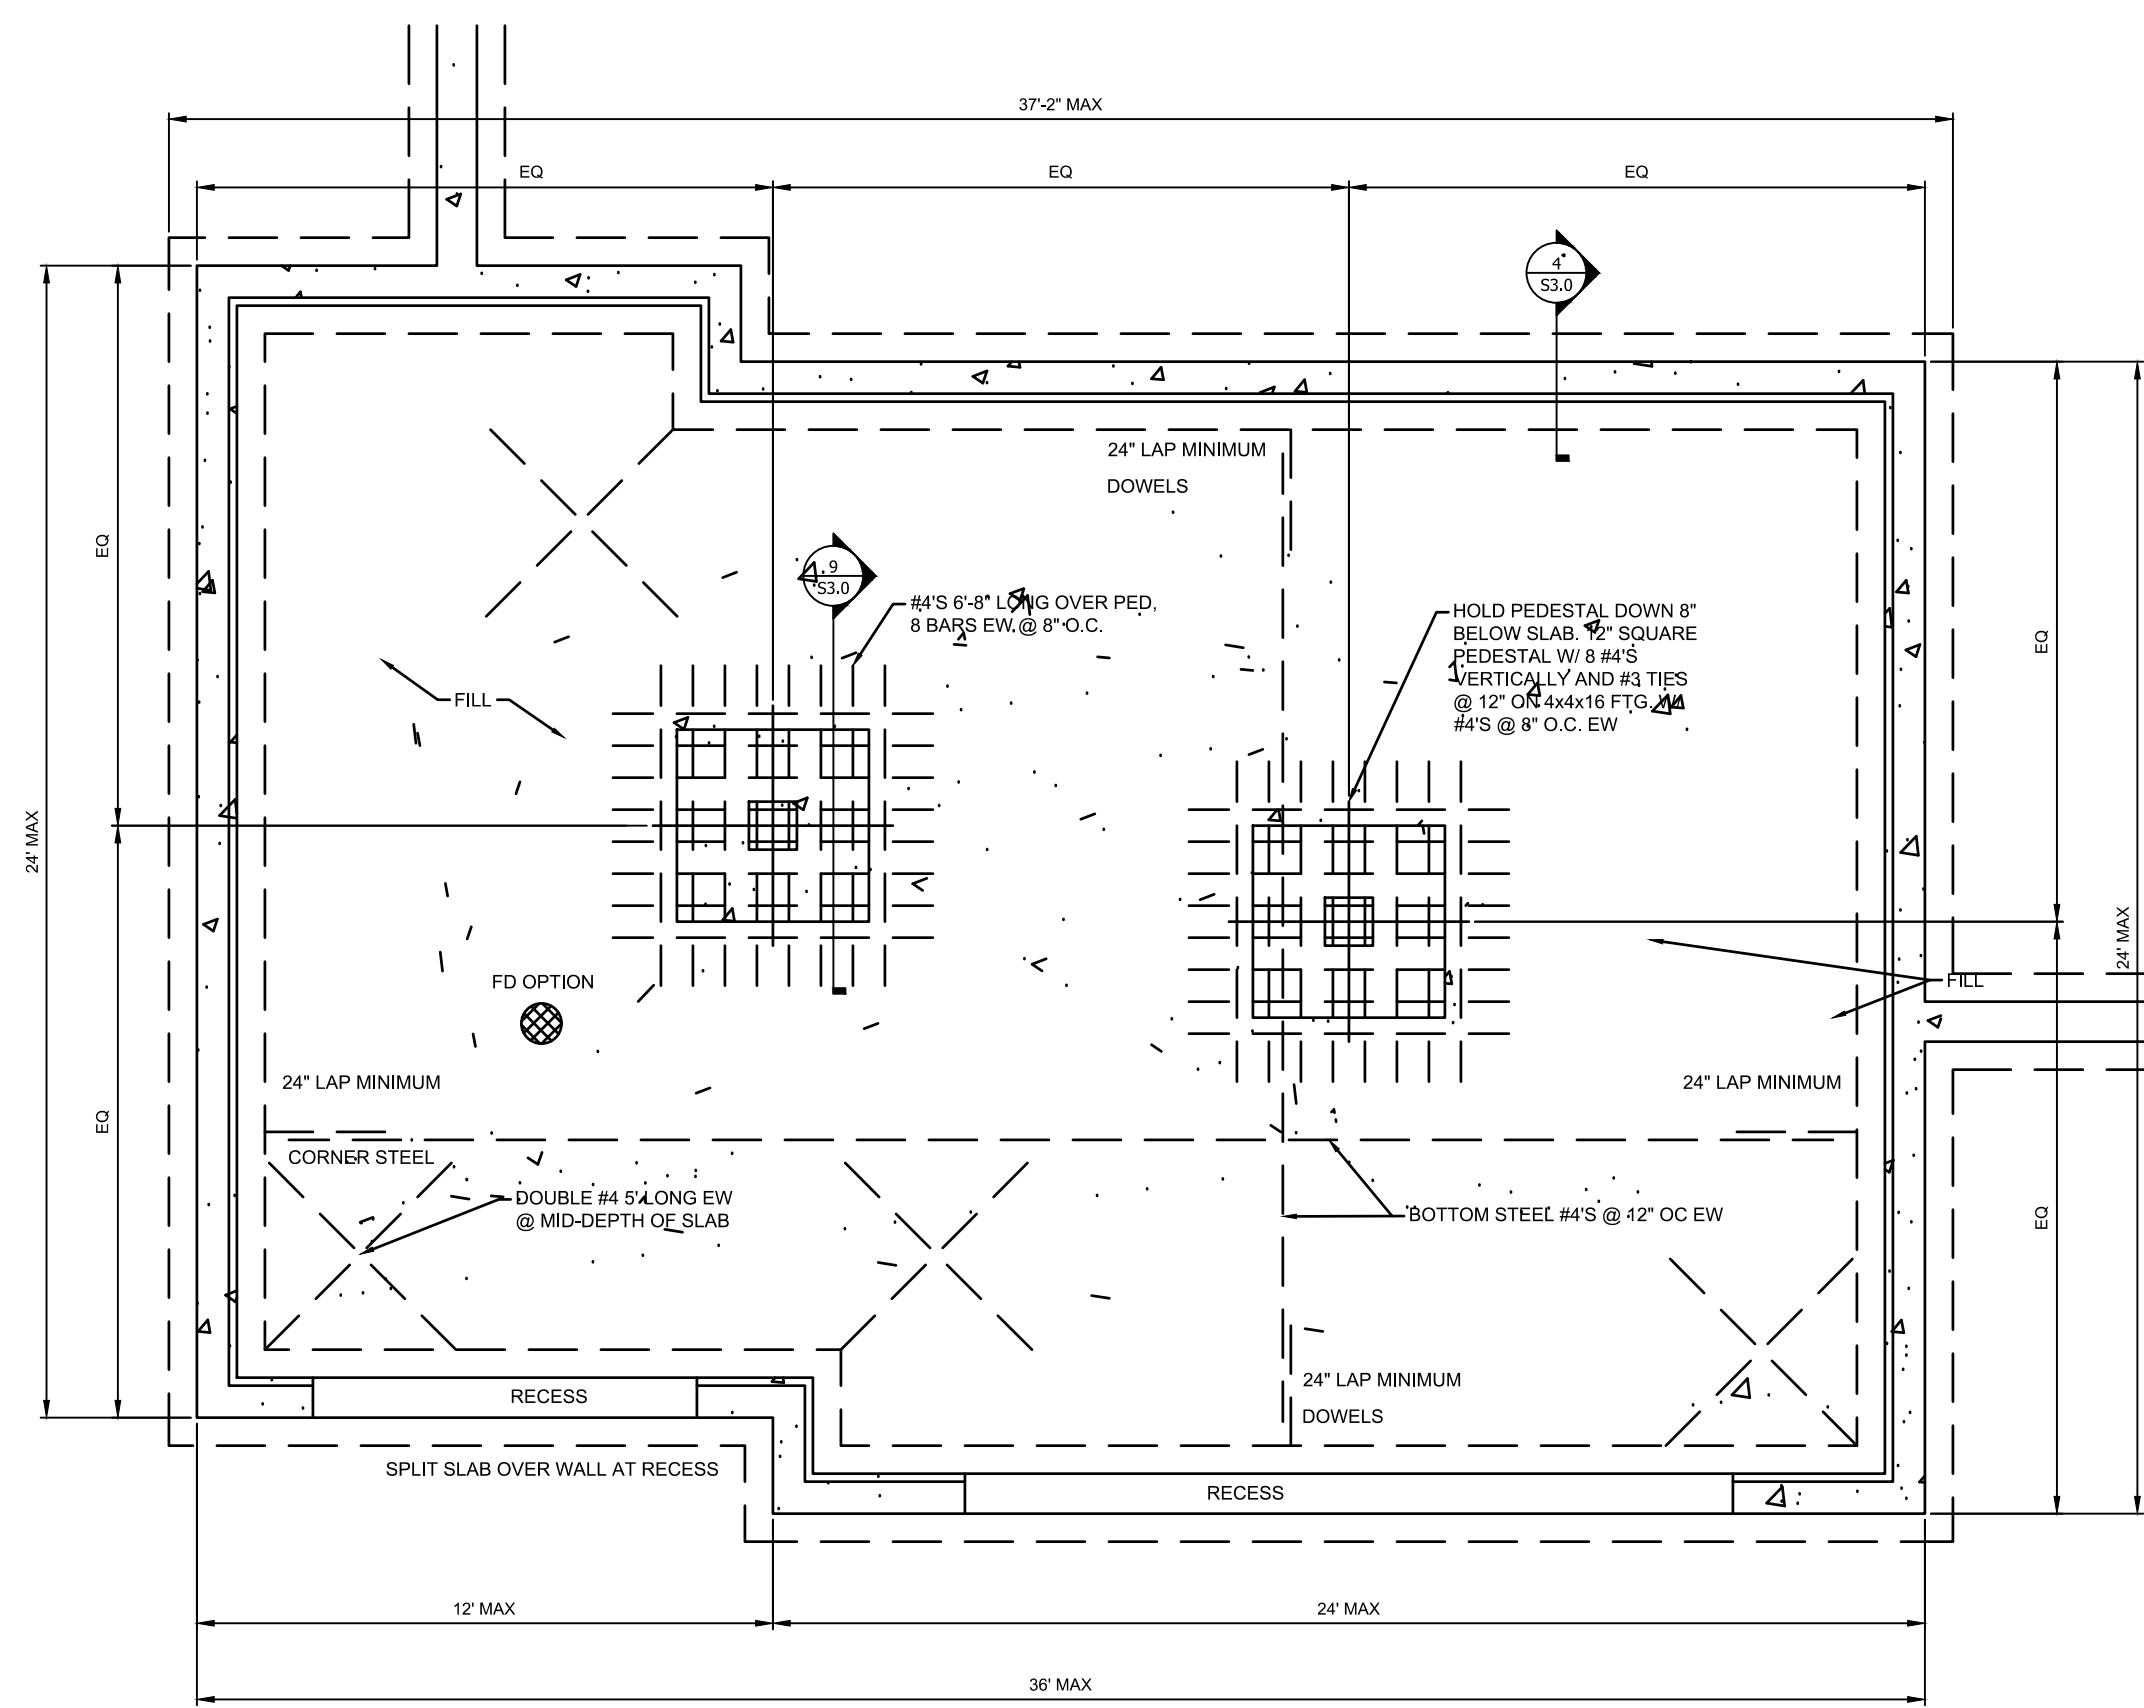 37'-2" MAX
EQ
EQ
EQ
4
S3.0
24" LAP MINIMUM
DOWELS
EQ
9
S3.0
#4'S 6'-8" LONG OVER PED,
8 BARS EW. @ 8" O.C.
HOLD PEDESTAL DOWN 8"
BELOW SLAB. 12" SQUARE
PEDESTAL W/ 8 #4'S
VERTICALLY AND #3 TIES
@ 12" ON 4x4x16 FTG. W/
#4'S @ 8" O.C. EW
EQ
FILL
24' MAX
24' MAX
FD OPTION
FILL
24" LAP MINIMUM
24" LAP MINIMUM
EQ
CORNER STEEL
DOUBLE #4 5' LONG EW
@ MID-DEPTH OF SLAB
BOTTOM STEEL #4'S @ 12" OC EW
EQ
RECESS
24" LAP MINIMUM
DOWELS
SPLIT SLAB OVER WALL AT RECESS
RECESS
12' MAX
24' MAX
36' MAX